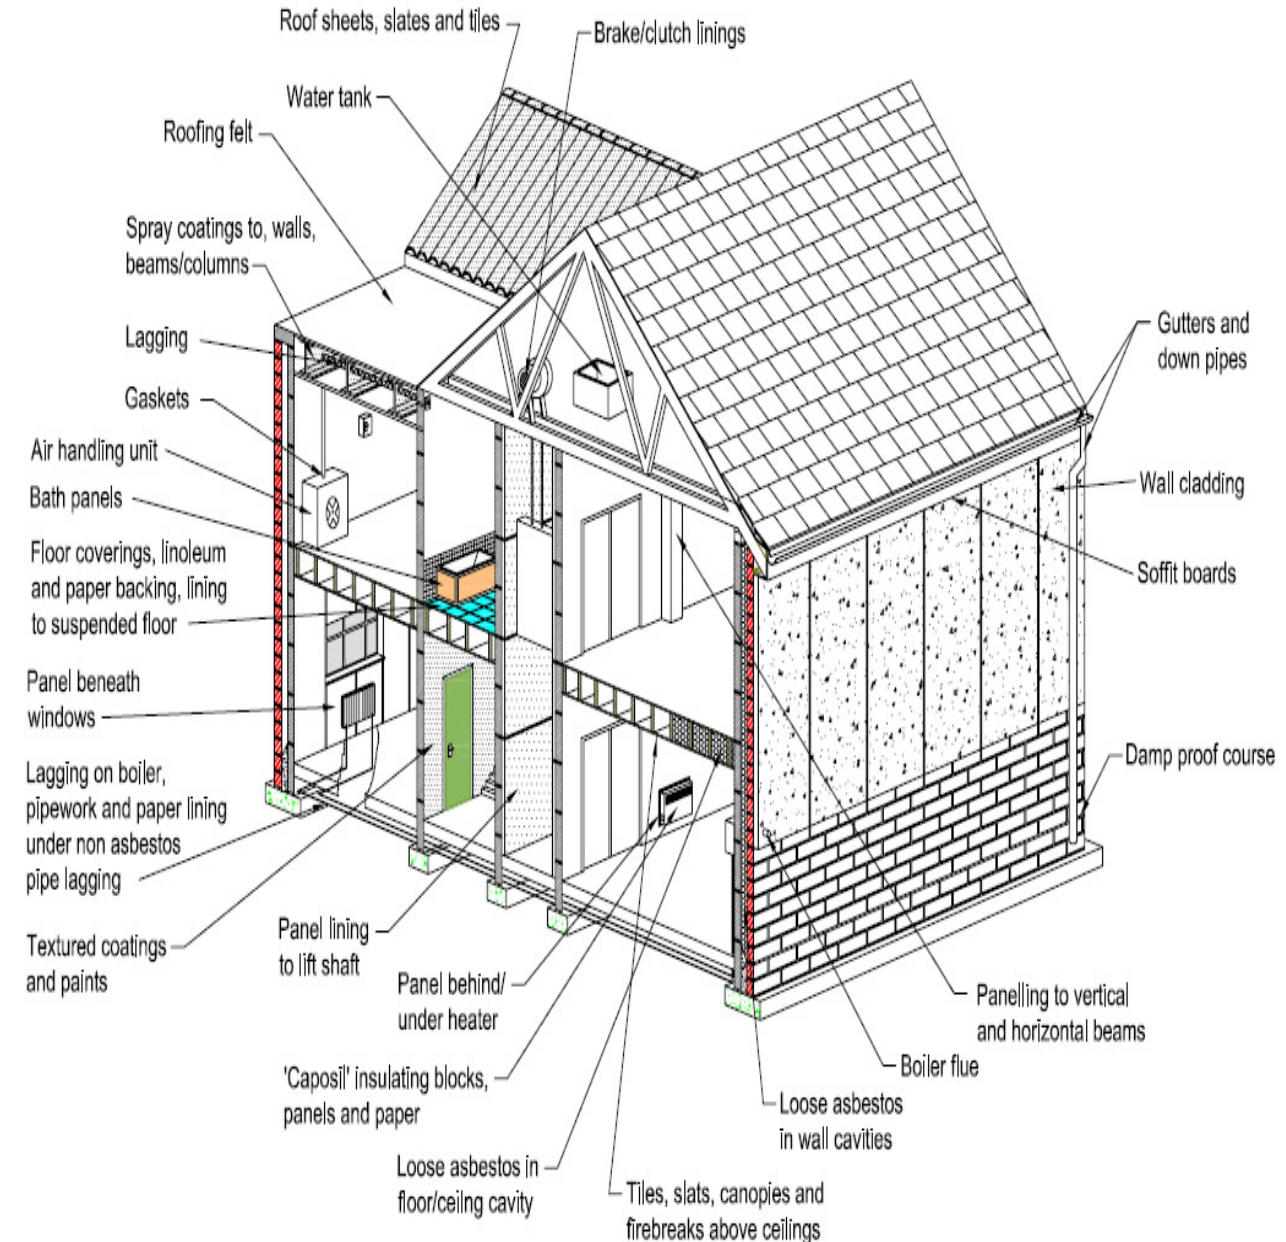 Roof sheets, slates and tiles
Brake/clutch linings
Water tank
Roofing felt
Spray coatings to, walls,
beams/columns
Lagging
Gaskets
Air handling unit
Bath panels
Floor coverings, linoleum
and paper backing, lining
to suspended floor
Panel beneath
windows
Lagging on boiler,
pipework and paper lining
under non asbestos
pipe lagging
Textured coatings
and paints
Panel lining
to lift shaft
Panel behind/
under heater
'Caposil' insulating blocks,
panels and paper
Loose asbestos in
floor/ceilng cavity
Tiles, slats, canopies and
firebreaks above ceilings
Loose asbestos
in wall cavities
Boiler flue
Panelling to vertical
and horizontal beams
Damp proof course
Soffit boards
Wall cladding
Gutters and
down pipes